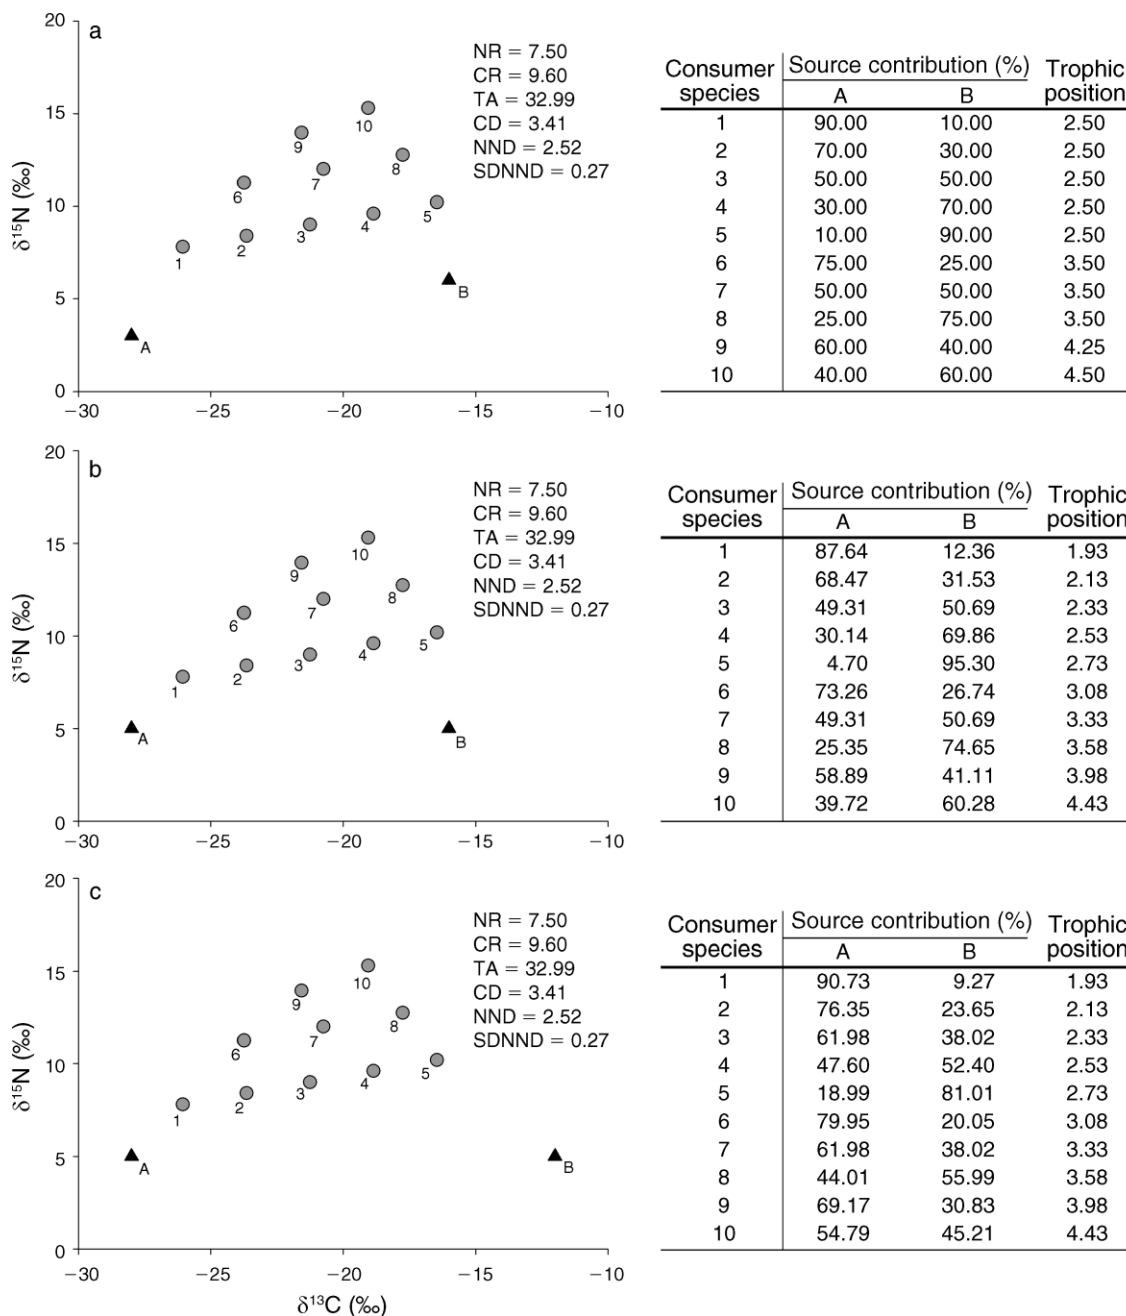 a
NR = 7.50
CR = 9.60
TA = 32.99
CD = 3.41
NND = 2.52
SDNND = 0.27
δ15N (‰)
20
15
10
5
0
−30 −25 −20 −15 −10
1
2
3
4
5
6
7
8
9
10
A
B
Consumer species Source contribution (%) Trophic position
A B
1 90.00 10.00 2.50
2 70.00 30.00 2.50
3 50.00 50.00 2.50
4 30.00 70.00 2.50
5 10.00 90.00 2.50
6 75.00 25.00 3.50
7 50.00 50.00 3.50
8 25.00 75.00 3.50
9 60.00 40.00 4.25
10 40.00 60.00 4.50
b
NR = 7.50
CR = 9.60
TA = 32.99
CD = 3.41
NND = 2.52
SDNND = 0.27
δ15N (‰)
20
15
10
5
0
−30 −25 −20 −15 −10
1
2
3
4
5
6
7
8
9
10
A
B
Consumer species Source contribution (%) Trophic position
A B
1 87.64 12.36 1.93
2 68.47 31.53 2.13
3 49.31 50.69 2.33
4 30.14 69.86 2.53
5 4.70 95.30 2.73
6 73.26 26.74 3.08
7 49.31 50.69 3.33
8 25.35 74.65 3.58
9 58.89 41.11 3.98
10 39.72 60.28 4.43
c
NR = 7.50
CR = 9.60
TA = 32.99
CD = 3.41
NND = 2.52
SDNND = 0.27
δ15N (‰)
20
15
10
5
0
−30 −25 −20 −15 −10
δ13C (‰)
1
2
3
4
5
6
7
8
9
10
A
B
Consumer species Source contribution (%) Trophic position
A B
1 90.73 9.27 1.93
2 76.35 23.65 2.13
3 61.98 38.02 2.33
4 47.60 52.40 2.53
5 18.99 81.01 2.73
6 79.95 20.05 3.08
7 61.98 38.02 3.33
8 44.01 55.99 3.58
9 69.17 30.83 3.98
10 54.79 45.21 4.43